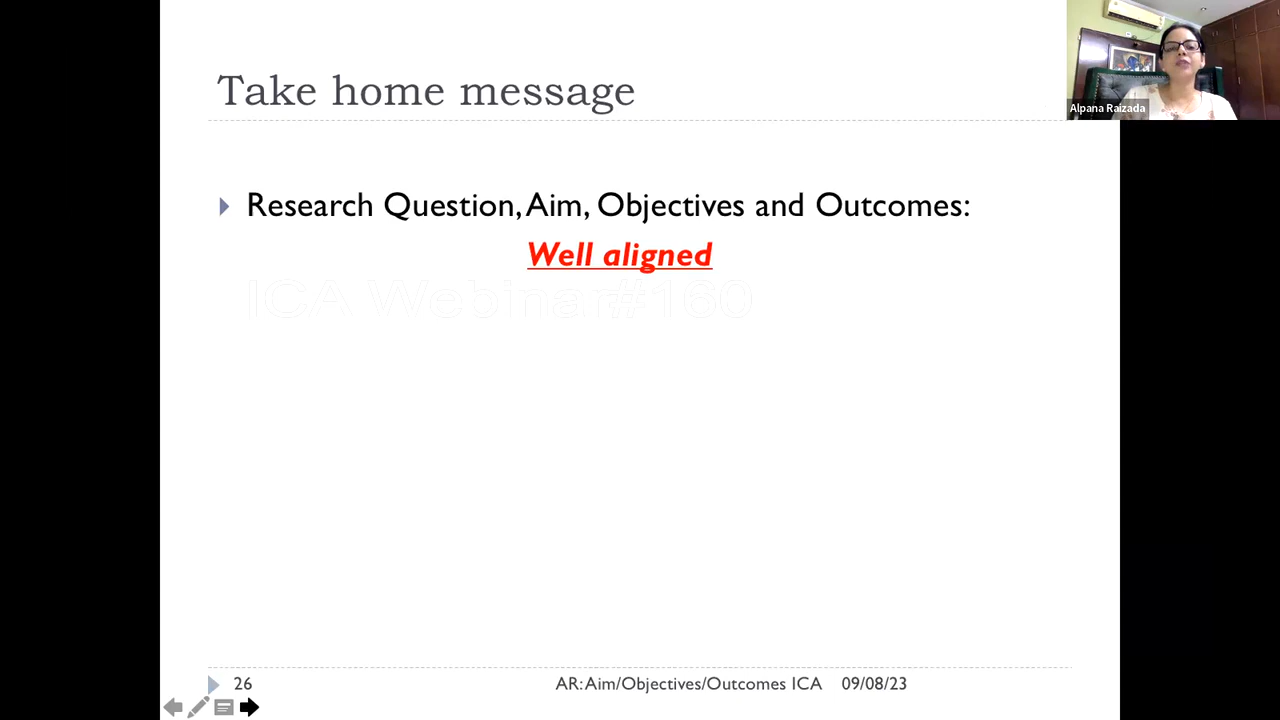 Take home message
Alpana Raizada
Research Question, Aim, Objectives and Outcomes:
Well aligned
ICA Webinar#160
26
AR: Aim/Objectives/Outcomes ICA
09/08/23